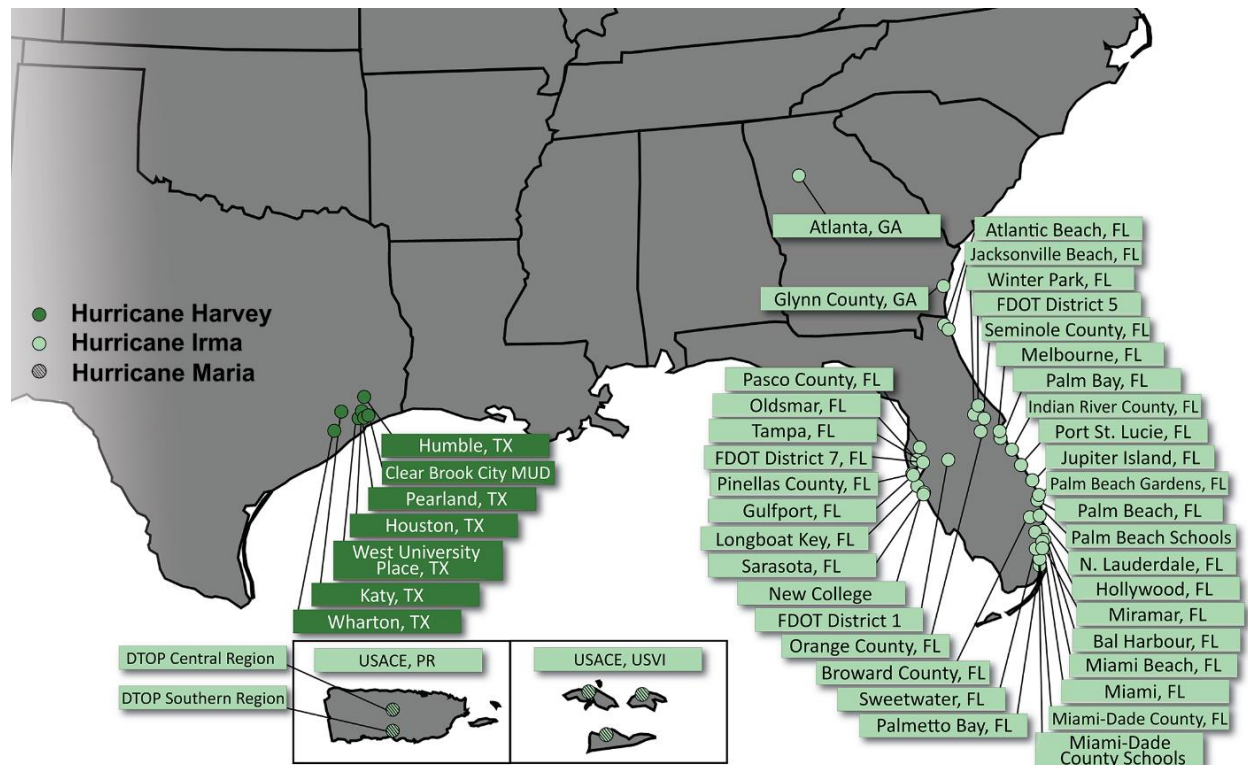 Atlanta, GA
Glynn County, GA
Atlantic Beach, FL
Jacksonville Beach, FL
Winter Park, FL
FDOT District 5
Seminole County, FL
Melbourne, FL
Palm Bay, FL
Indian River County, FL
Port St. Lucie, FL
Jupiter Island, FL
Palm Beach Gardens, FL
Palm Beach, FL
Palm Beach Schools
N. Lauderdale, FL
Hollywood, FL
Miramar, FL
Bal Harbour, FL
Miami Beach, FL
Miami, FL
Miami-Dade County, FL
Miami-Dade
County Schools
Hurricane Harvey
Hurricane Irma
Hurricane Maria
Pasco County, FL
Oldsmar, FL
Tampa, FL
FDOT District 7, FL
Pinellas County, FL
Gulfport, FL
Longboat Key, FL
Sarasota, FL
New College
FDOT District 1
Orange County, FL
Broward County, FL
Sweetwater, FL
Palmetto Bay, FL
Humble, TX
Clear Brook City MUD
Pearland, TX
Houston, TX
West University
Place, TX
Katy, TX
Wharton, TX
DTOP Central Region
DTOP Southern Region
USACE, PR
USACE, USVI